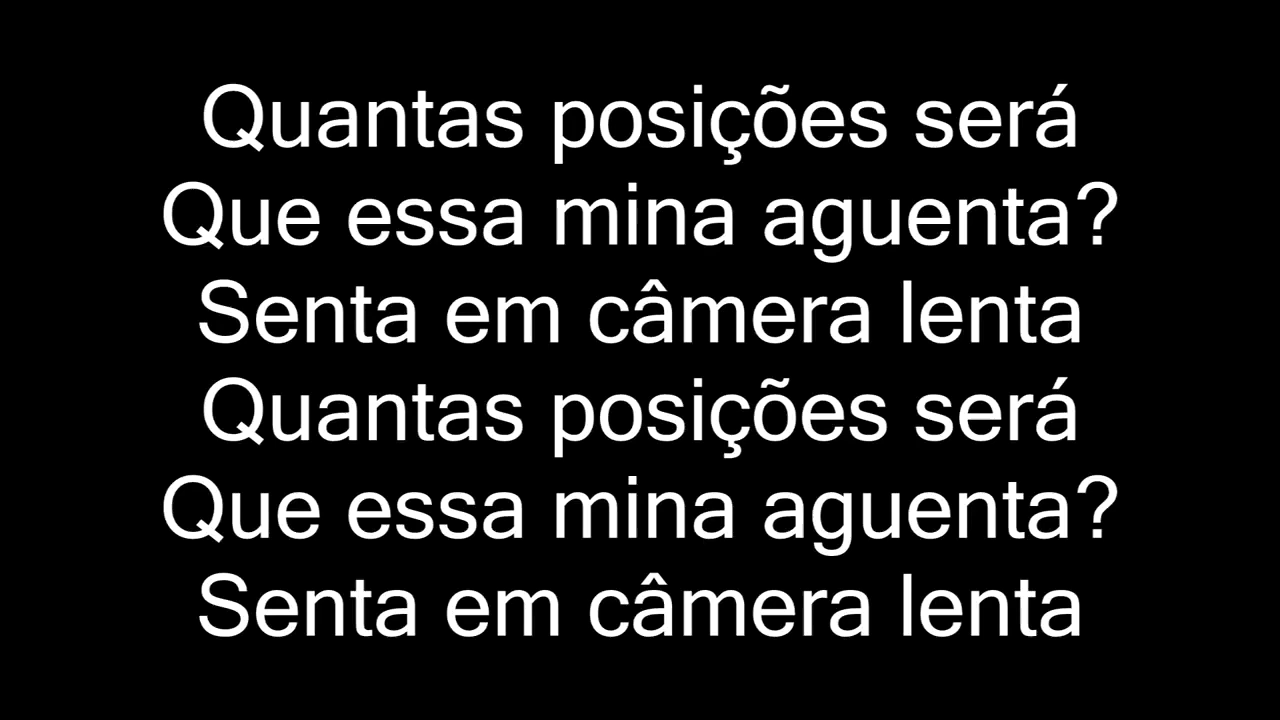 Quantas posições será
Que essa mina aguenta?
Senta em câmera lenta
Quantas posições será
Que essa mina aguenta?
Senta em câmera lenta